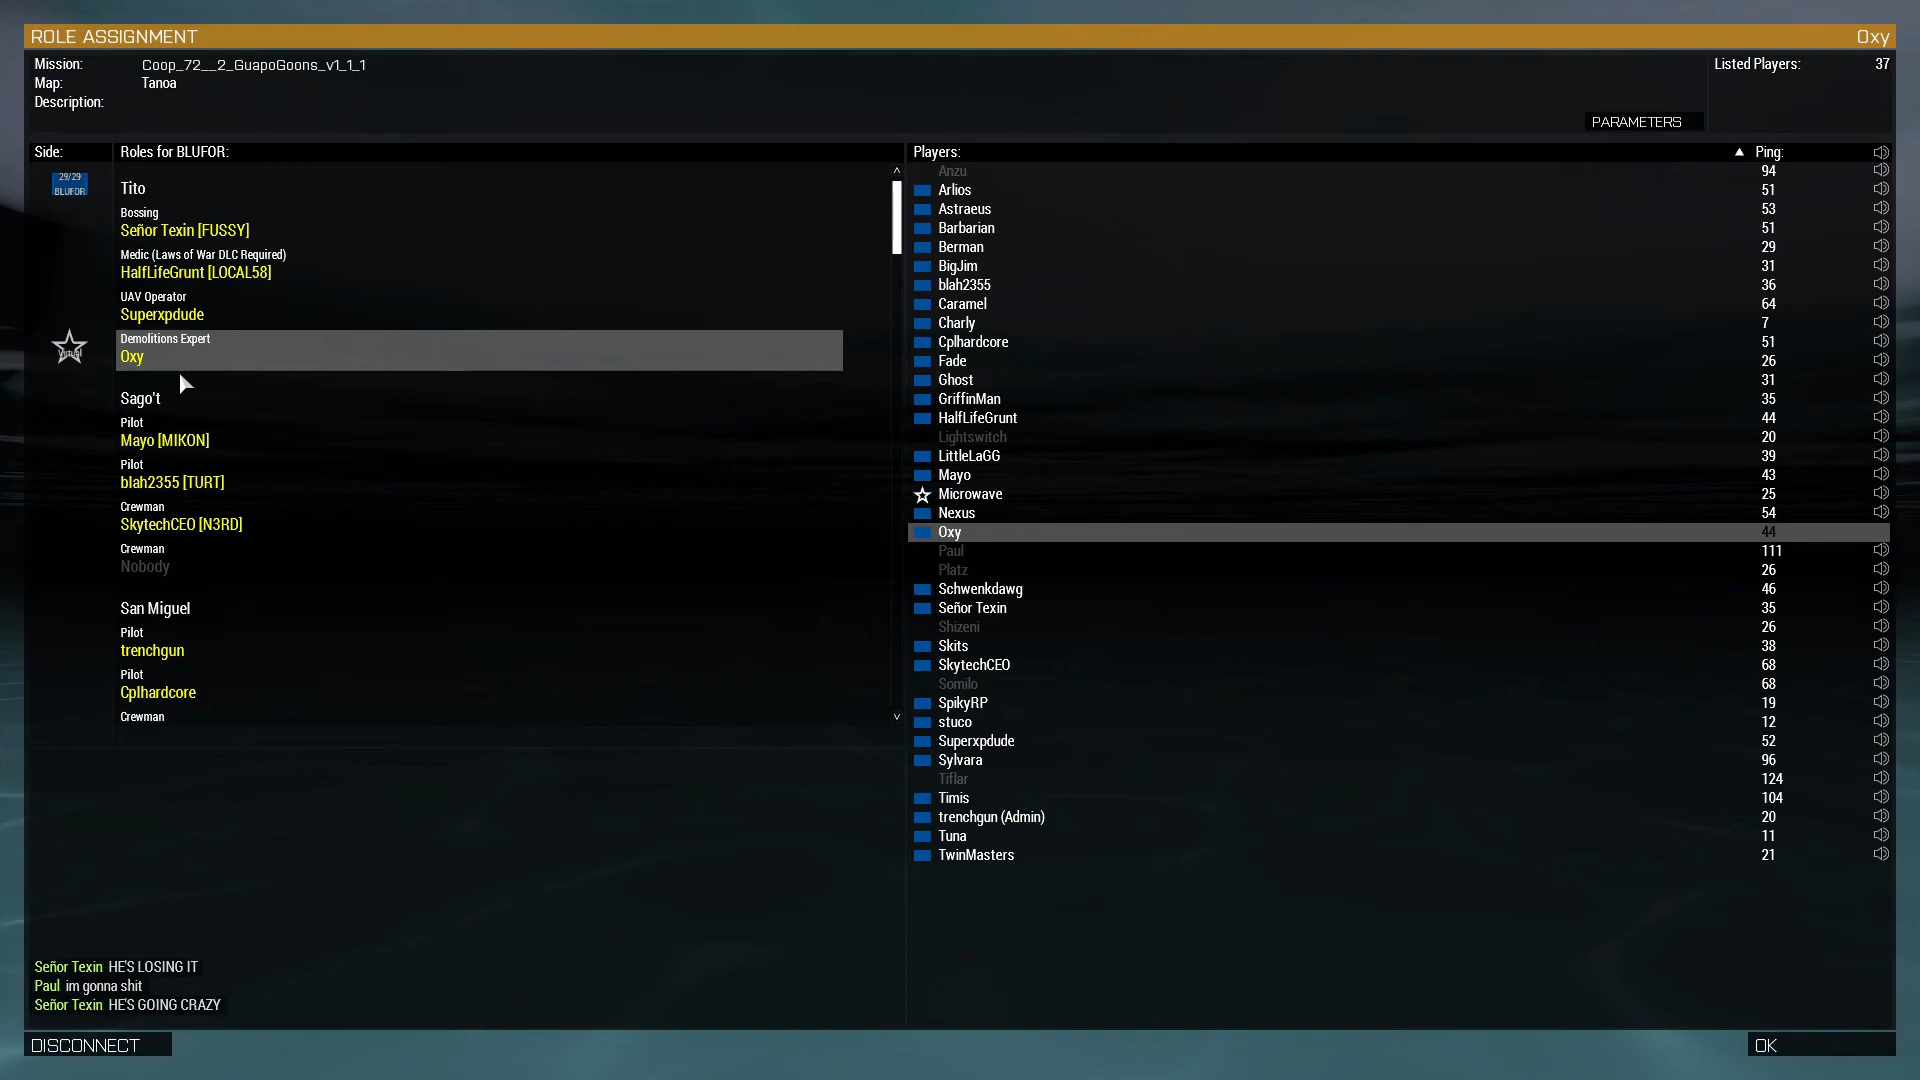 ROLE ASSIGNMENT
Oxy
Mission: Coop_72__2_GuapoGoons_v1_1_1
Map: Tanoa
Description:
Listed Players: 37
PARAMETERS
Side:
Roles for BLUFOR:
29/29
BLUFOR
Virtual
Tito
Bossing
Señor Texin [FUSSY]
Medic (Laws of War DLC Required)
HalfLifeGrunt [LOCAL58]
UAV Operator
Superxpdude
Demolitions Expert
Oxy
Sago't
Pilot
Mayo [MIKON]
Pilot
blah2355 [TURT]
Crewman
SkytechCEO [N3RD]
Crewman
Nobody
San Miguel
Pilot
trenchgun
Pilot
Cplhardcore
Crewman
Players: Ping:
Anzu 94
Arlios 51
Astraeus 53
Barbarian 51
Berman 29
BigJim 31
blah2355 36
Caramel 64
Charly 7
Cplhardcore 51
Fade 26
Ghost 31
GriffinMan 35
HalfLifeGrunt 44
Lightswitch 20
LittleLaGG 39
Mayo 43
Microwave 25
Nexus 54
Oxy 44
Paul 111
Platz 26
Schwenkdawg 46
Señor Texin 35
Shizeni 26
Skits 38
SkytechCEO 68
Somilo 68
SpikyRP 19
stuco 12
Superxpdude 52
Sylvara 96
Tiflar 124
Timis 104
trenchgun (Admin) 20
Tuna 11
TwinMasters 21
Señor Texin HE'S LOSING IT
Paul im gonna shit
Señor Texin HE'S GOING CRAZY
DISCONNECT
OK